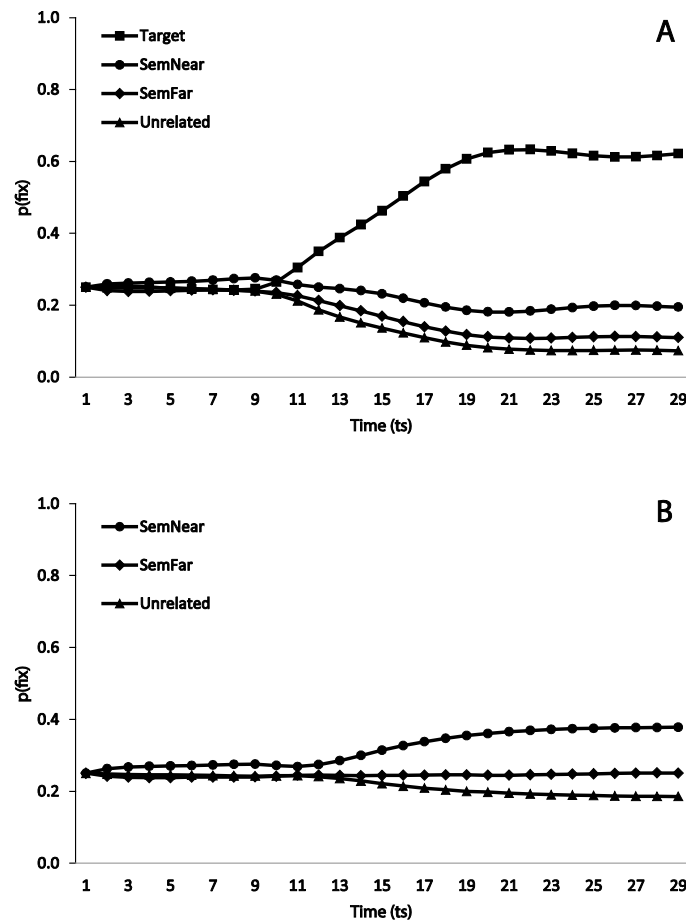 A
1.0
0.8
0.6
0.4
0.2
0.0
p(fix)
Target
SemNear
SemFar
Unrelated
1 3 5 7 9 11 13 15 17 19 21 23 25 27 29
Time (ts)
B
1.0
0.8
0.6
0.4
0.2
0.0
p(fix)
SemNear
SemFar
Unrelated
1 3 5 7 9 11 13 15 17 19 21 23 25 27 29
Time (ts)